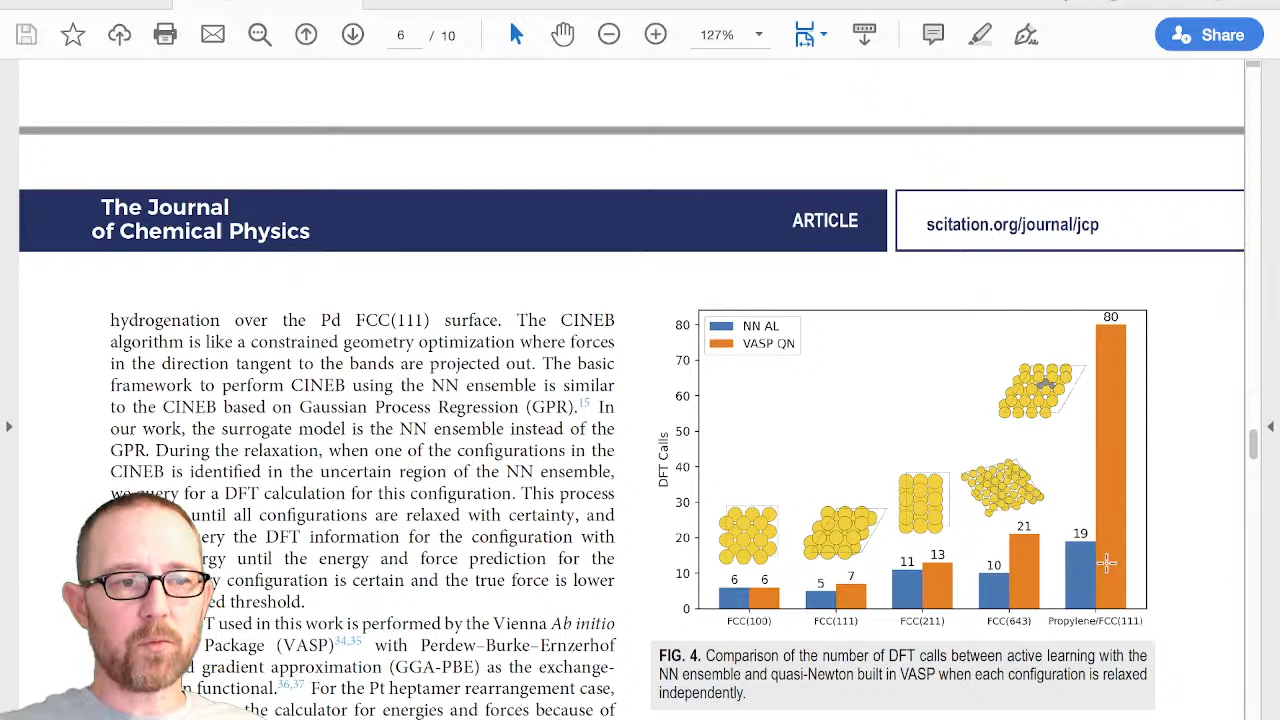 6 / 10
127%
Share
The Journal
of Chemical Physics
ARTICLE
scitation.org/journal/jcp
hydrogenation over the Pd FCC(111) surface. The CINEB
algorithm is like a constrained geometry optimization where forces
in the direction tangent to the bands are projected out. The basic
framework to perform CINEB using the NN ensemble is similar
to the CINEB based on Gaussian Process Regression (GPR).15 In
our work, the surrogate model is the NN ensemble instead of the
GPR. During the relaxation, when one of the configurations in the
CINEB is identified in the uncertain region of the NN ensemble,
we query for a DFT calculation for this configuration. This process
until all configurations are relaxed with certainty, and
ery the DFT information for the configuration with
rgy until the energy and force prediction for the
y configuration is certain and the true force is lower
ed threshold.
T used in this work is performed by the Vienna Ab initio
Package (VASP)34,35 with Perdew–Burke–Ernzerhof
d gradient approximation (GGA-PBE) as the exchange-
n functional.36,37 For the Pt heptamer rearrangement case,
the calculator for energies and forces because of
NN AL
VASP QN
DFT Calls
80
70
60
50
40
30
20
10
0
6 6
5 7
11 13
10 21
19 80
FCC(100) FCC(111) FCC(211) FCC(643) Propylene/FCC(111)
FIG. 4. Comparison of the number of DFT calls between active learning with the
NN ensemble and quasi-Newton built in VASP when each configuration is relaxed
independently.